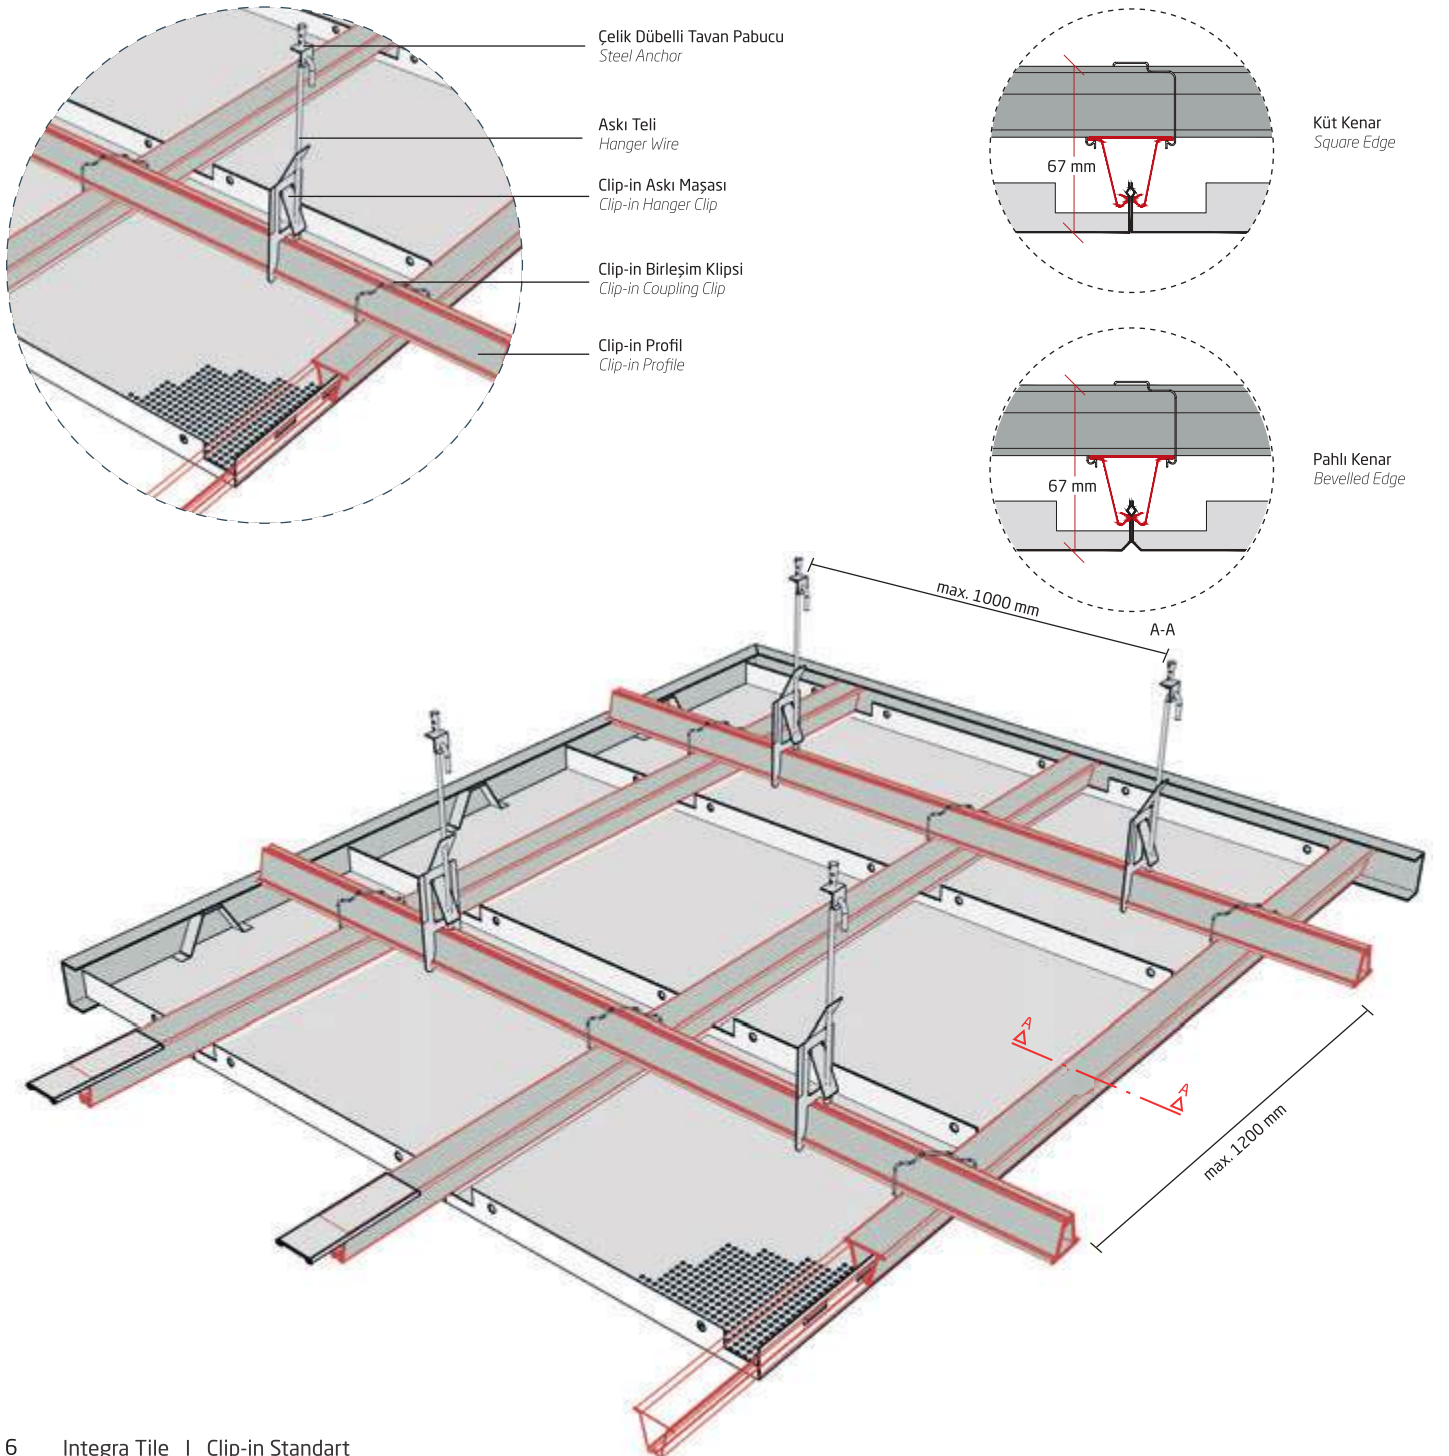 Çelik Dübelli Tavan Pabucu
Steel Anchor
Askı Teli
Hanger Wire
Clip-in Askı Maşası
Clip-in Hanger Clip
Clip-in Birleşim Klipsi
Clip-in Coupling Clip
Clip-in Profil
Clip-in Profile
67 mm
Küt Kenar
Square Edge
67 mm
Pahlı Kenar
Bevelled Edge
max. 1000 mm
A-A
A
A
max. 1200 mm
6 Integra Tile | Clip-in Standart